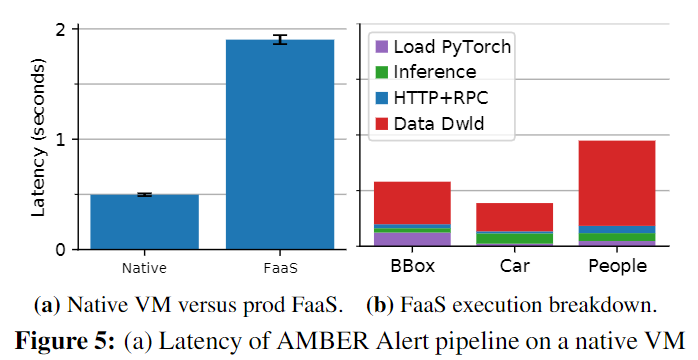 2
1
0
Latency (seconds)
Native
FaaS
Load PyTorch
Inference
HTTP+RPC
Data Dwld
BBox
Car
People
(a) Native VM versus prod FaaS.
(b) FaaS execution breakdown.
Figure 5: (a) Latency of AMBER Alert pipeline on a native VM